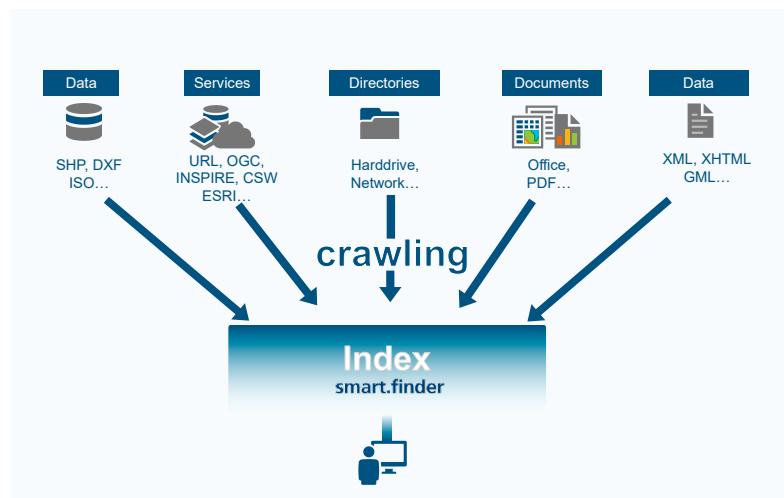 Data
Services
Directories
Documents
Data
SHP, DXF
ISO…
URL, OGC,
INSPIRE, CSW
ESRI…
Harddrive,
Network…
Office,
PDF…
XML, XHTML
GML…
crawling
Index
smart.finder